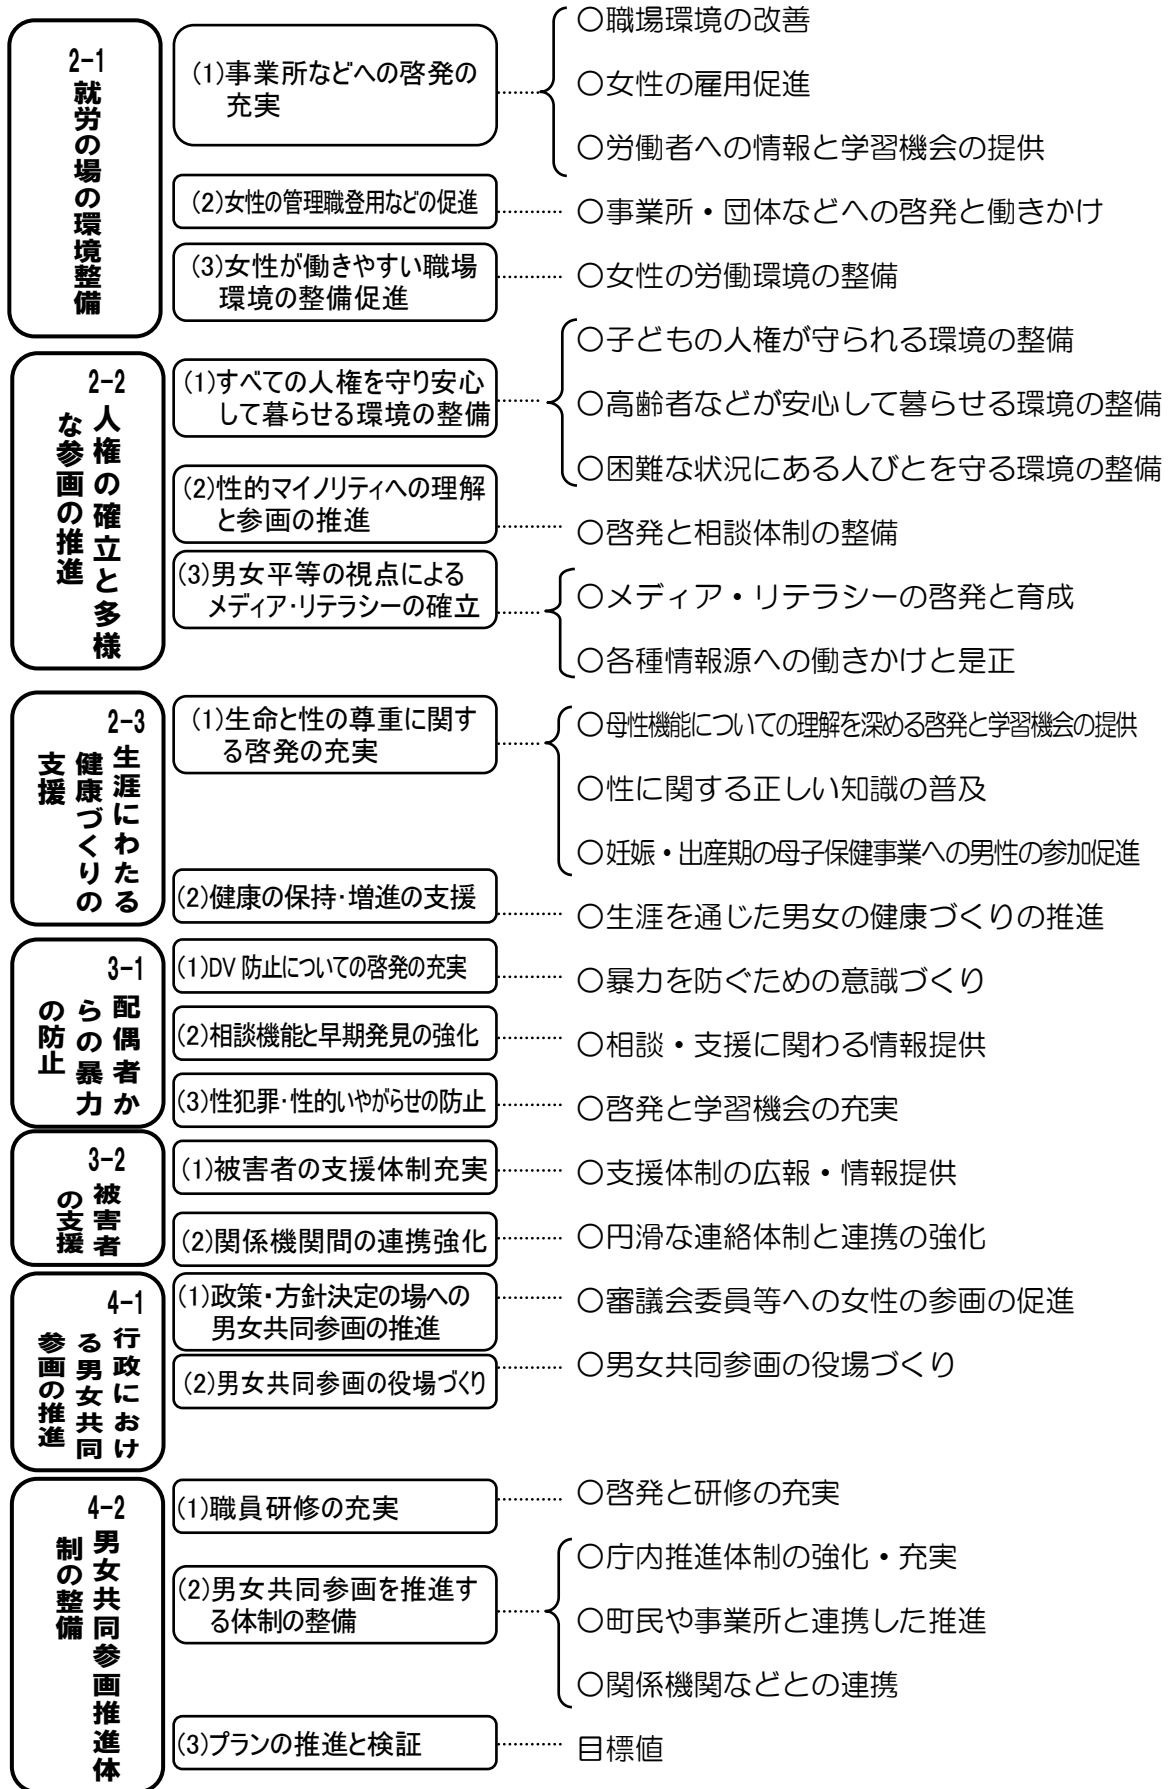 2-1
就労の場の環境整備
(1)事業所などへの啓発の
充実
○職場環境の改善
○女性の雇用促進
○労働者への情報と学習機会の提供
(2)女性の管理職登用などの促進
○事業所・団体などへの啓発と働きかけ
(3)女性が働きやすい職場
環境の整備促進
○女性の労働環境の整備
2-2
人権の確立と多様
な参画の推進
(1)すべての人権を守り安心
して暮らせる環境の整備
○子どもの人権が守られる環境の整備
○高齢者などが安心して暮らせる環境の整備
○困難な状況にある人びとを守る環境の整備
(2)性的マイノリティへの理解
と参画の推進
○啓発と相談体制の整備
(3)男女平等の視点による
メディア・リテラシーの確立
○メディア・リテラシーの啓発と育成
○各種情報源への働きかけと是正
2-3
生涯にわたる
健康づくりの
支援
(1)生命と性の尊重に関す
る啓発の充実
○母性機能についての理解を深める啓発と学習機会の提供
○性に関する正しい知識の普及
○妊娠・出産期の母子保健事業への男性の参加促進
(2)健康の保持・増進の支援
○生涯を通じた男女の健康づくりの推進
3-1
配偶者か
らの暴力
の防止
(1)DV 防止についての啓発の充実
○暴力を防ぐための意識づくり
(2)相談機能と早期発見の強化
○相談・支援に関わる情報提供
(3)性犯罪・性的いやがらせの防止
○啓発と学習機会の充実
3-2
被害者
の支援
(1)被害者の支援体制充実
○支援体制の広報・情報提供
(2)関係機関間の連携強化
○円滑な連絡体制と連携の強化
4-1
行政におけ
る男女共同
参画の推進
(1)政策・方針決定の場への
男女共同参画の推進
○審議会委員等への女性の参画の促進
(2)男女共同参画の役場づくり
○男女共同参画の役場づくり
4-2
男女共同参画推進体
制の整備
(1)職員研修の充実
○啓発と研修の充実
(2)男女共同参画を推進す
る体制の整備
○庁内推進体制の強化・充実
○町民や事業所と連携した推進
○関係機関などとの連携
(3)プランの推進と検証
目標値